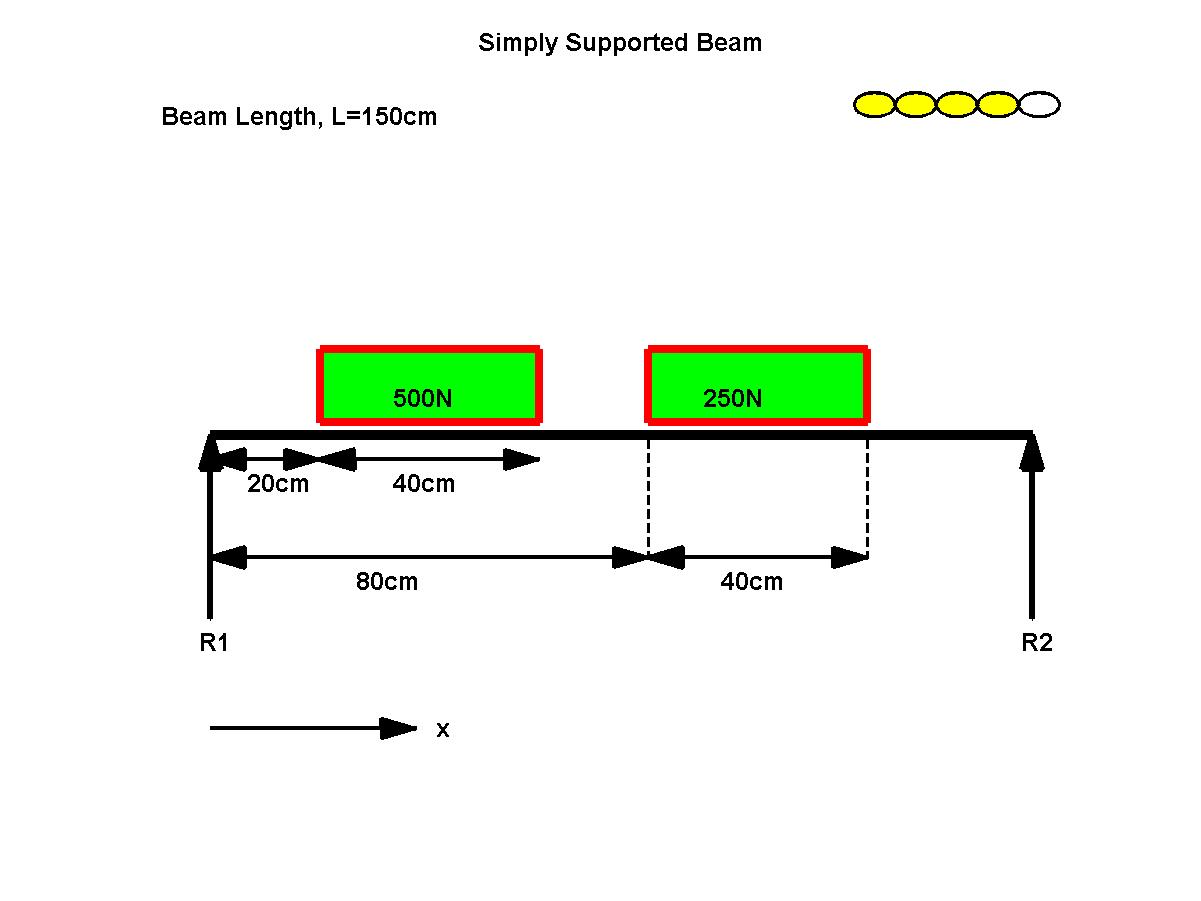 Simply Supported Beam
Beam Length, L=150cm
500N
250N
20cm
40cm
80cm
40cm
R1
R2
x